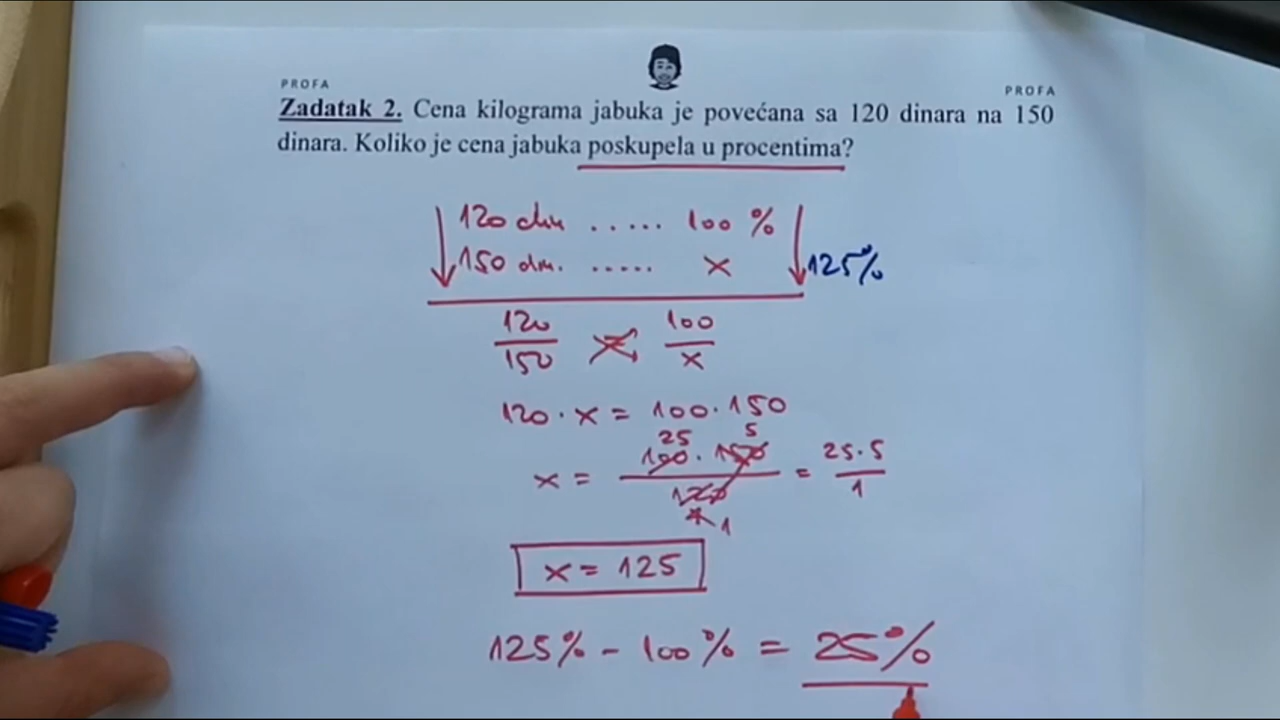 PROFA
PROFA
Zadatak 2. Cena kilograma jabuka je povećana sa 120 dinara na 150
dinara. Koliko je cena jabuka poskupela u procentima?
120 din ..... 100 %
150 din. ..... x 125%
120/150 = 100/x
120 · x = 100 · 150
x = 100 · 150 / 120 = 25 · 5 / 1
25 5
4 1
x = 125
125% - 100% = 25%